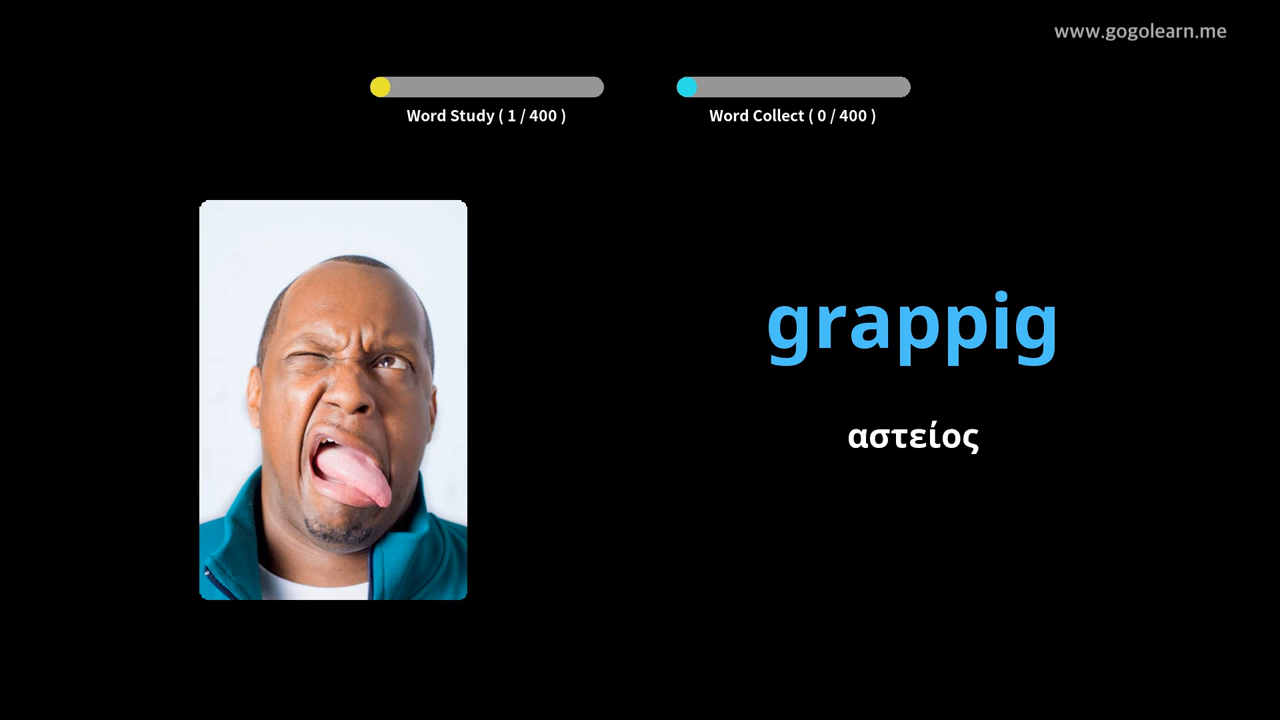 www.gogolearn.me
Word Study ( 1 / 400 )
Word Collect ( 0 / 400 )
grappig
αστείος